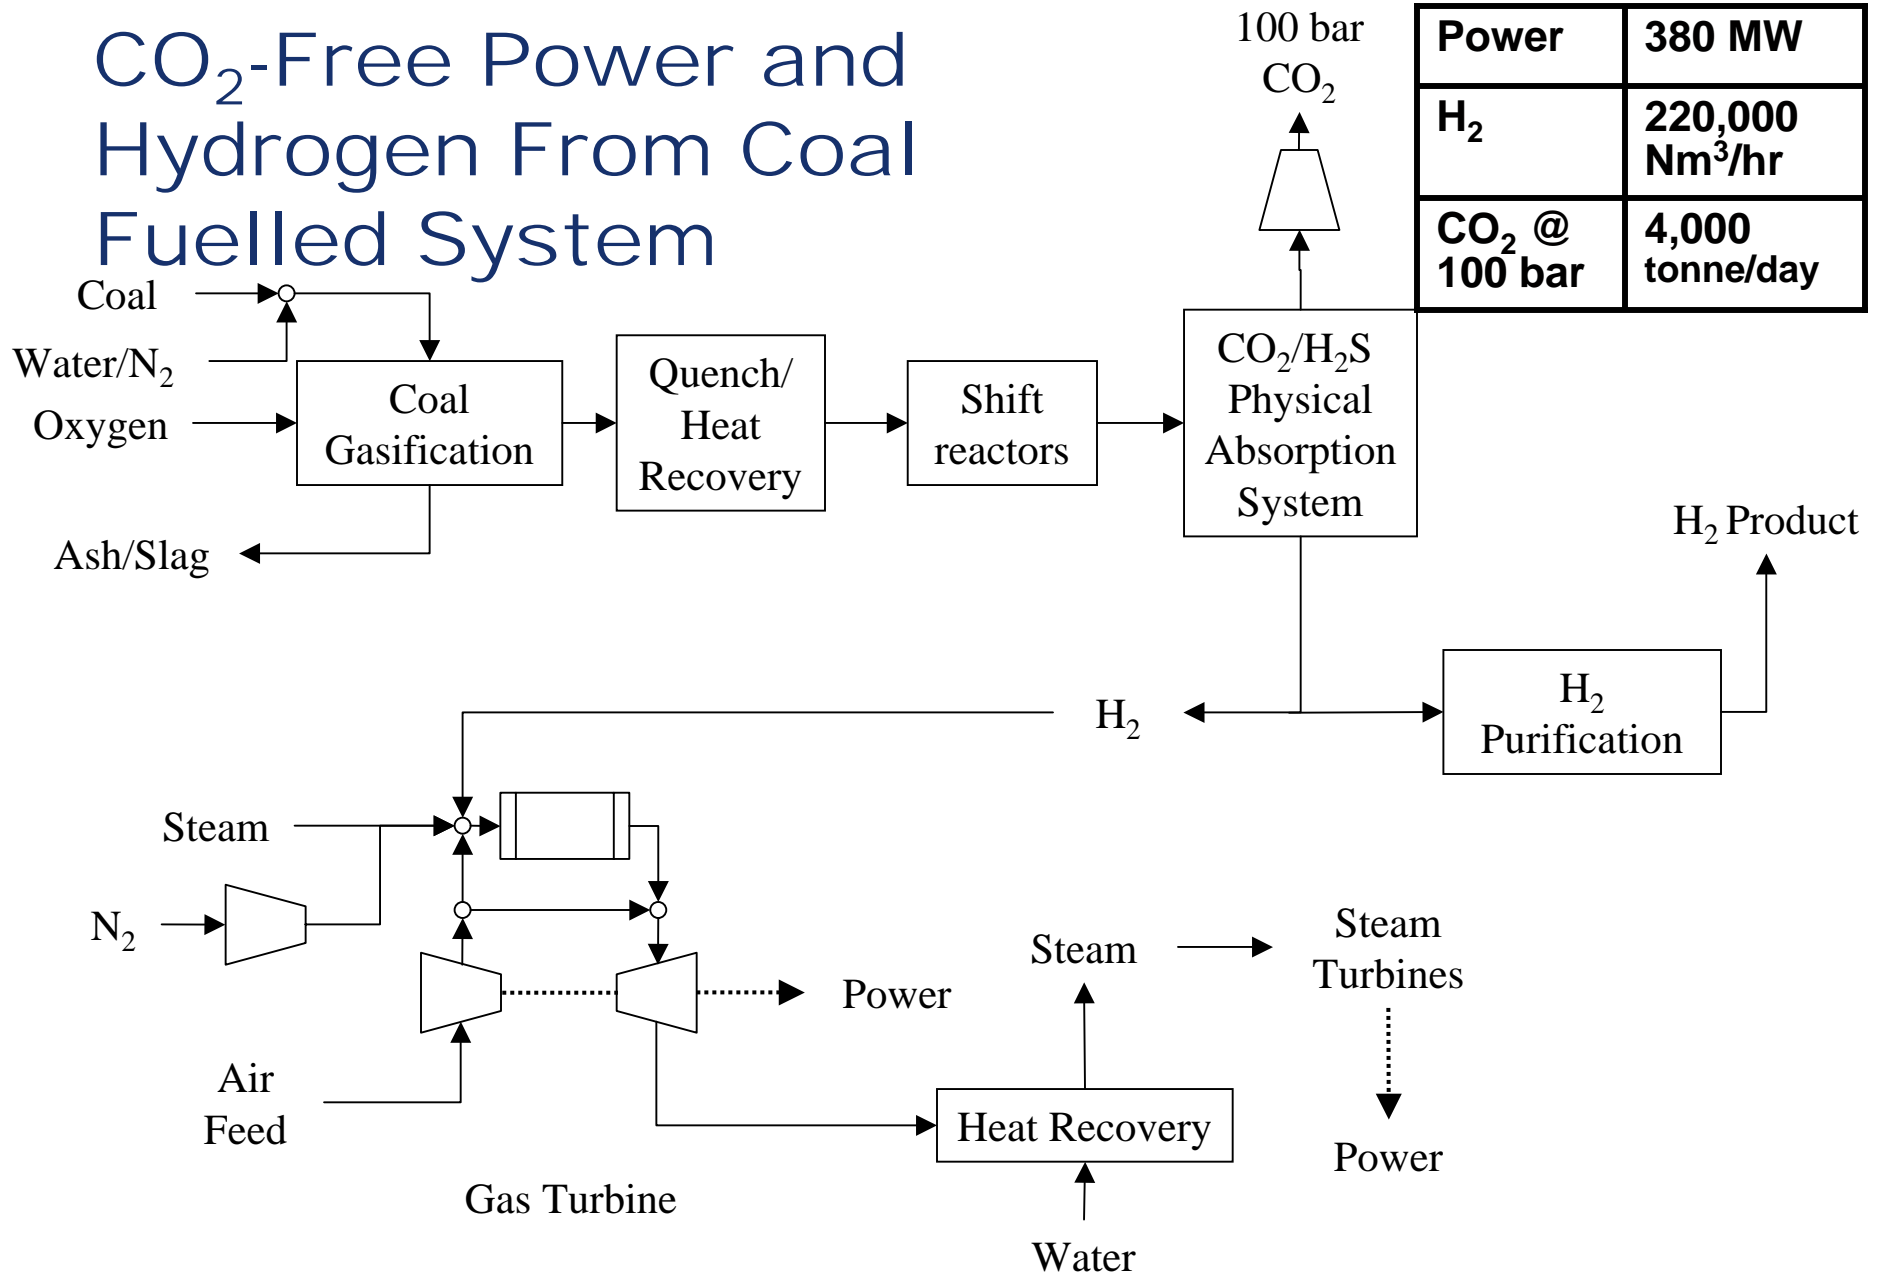 CO₂-Free Power and
Hydrogen From Coal
Fuelled System
100 bar
CO₂
Power 380 MW
H₂ 220,000
Nm³/hr
CO₂ @ 4,000
100 bar tonne/day
Coal
Water/N₂
Oxygen
Coal
Gasification
Ash/Slag
Quench/
Heat
Recovery
Shift
reactors
CO₂/H₂S
Physical
Absorption
System
H₂ Product
H₂
Purification
H₂
Steam
N₂
Air
Feed
Power
Gas Turbine
Steam
Steam
Turbines
Heat Recovery
Power
Water